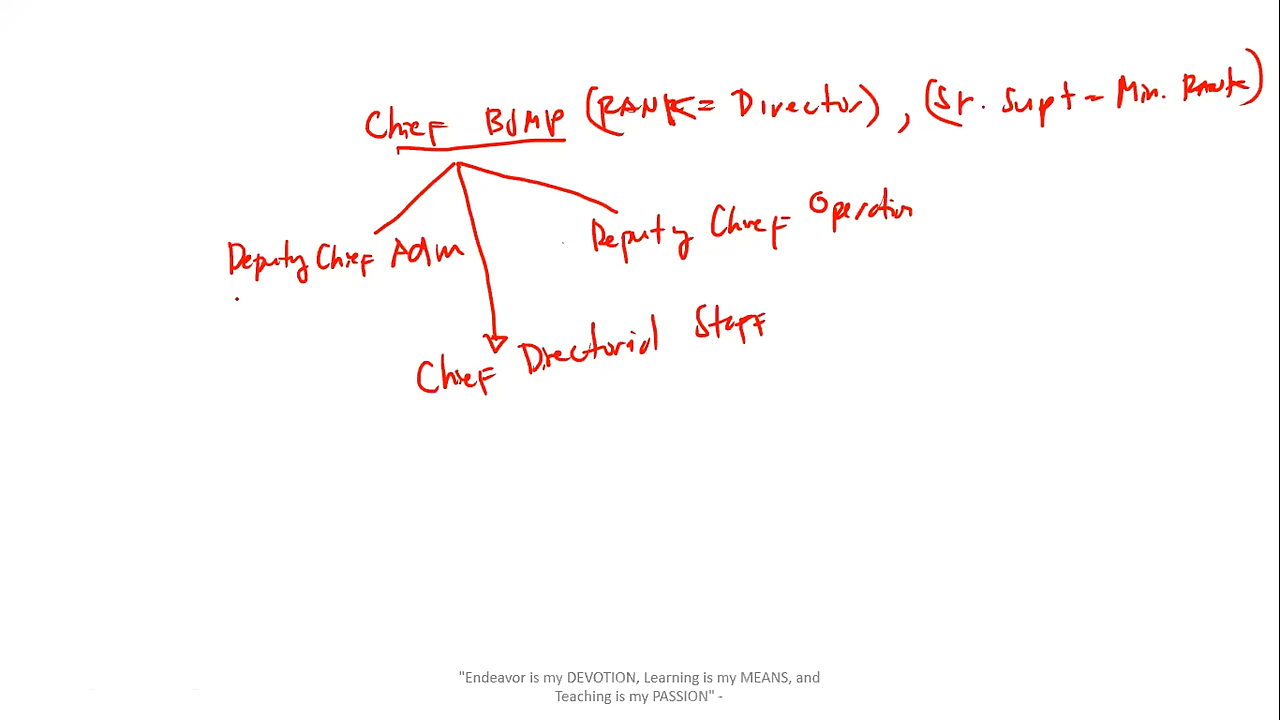 Chief BJMP (RANK = Director), (Sr. Supt - Min. Rank)
Deputy Chief Operation
Deputy Chief Adm
Chief Directorial Staff
"Endeavor is my DEVOTION, Learning is my MEANS, and
Teaching is my PASSION" -